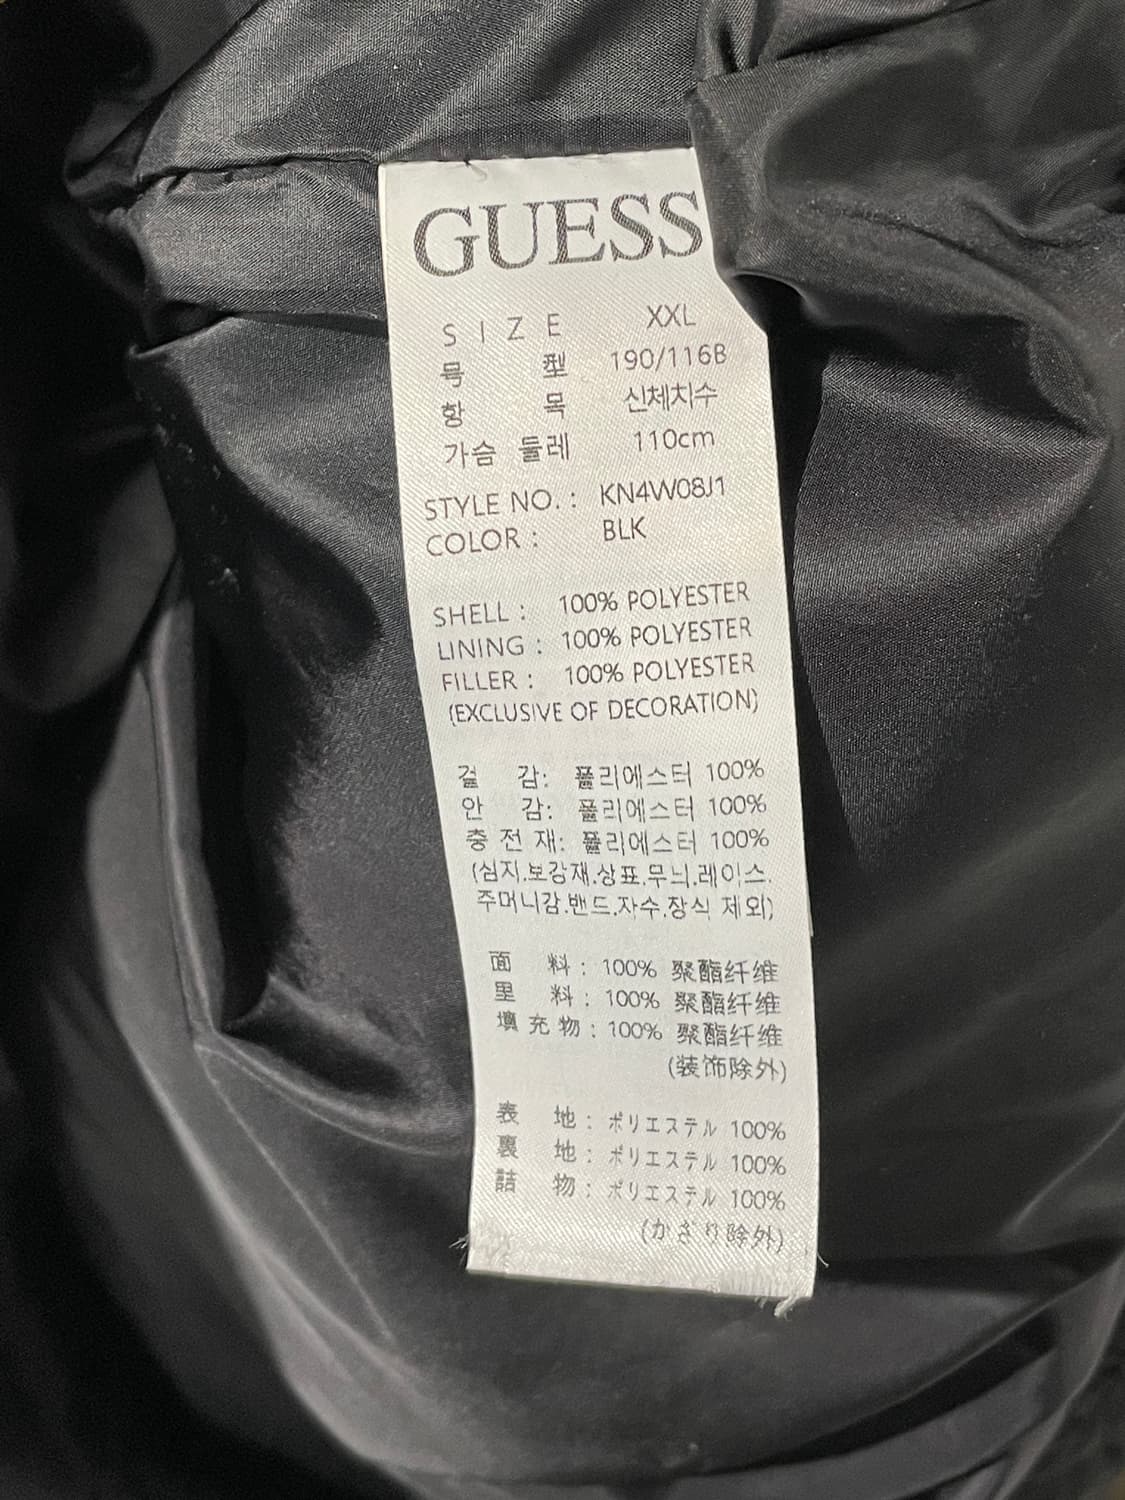 GUESS
SIZE XXL
号型 190/116B
항목 신체치수
가슴 둘레 110cm
STYLE NO. : KN4W08J1
COLOR : BLK
SHELL : 100% POLYESTER
LINING : 100% POLYESTER
FILLER : 100% POLYESTER
(EXCLUSIVE OF DECORATION)
겉 감: 폴리에스터 100%
안 감: 폴리에스터 100%
충 전 재: 폴리에스터 100%
(심지.보강재.상표.무늬.레이스.
주머니감.밴드.자수.장식 제외)
面 料 : 100% 聚酯纤维
里 料 : 100% 聚酯纤维
填 充 物 : 100% 聚酯纤维
(装饰除外)
表 地 : ポリエステル 100%
裏 地 : ポリエステル 100%
詰 物 : ポリエステル 100%
(かざり除外)